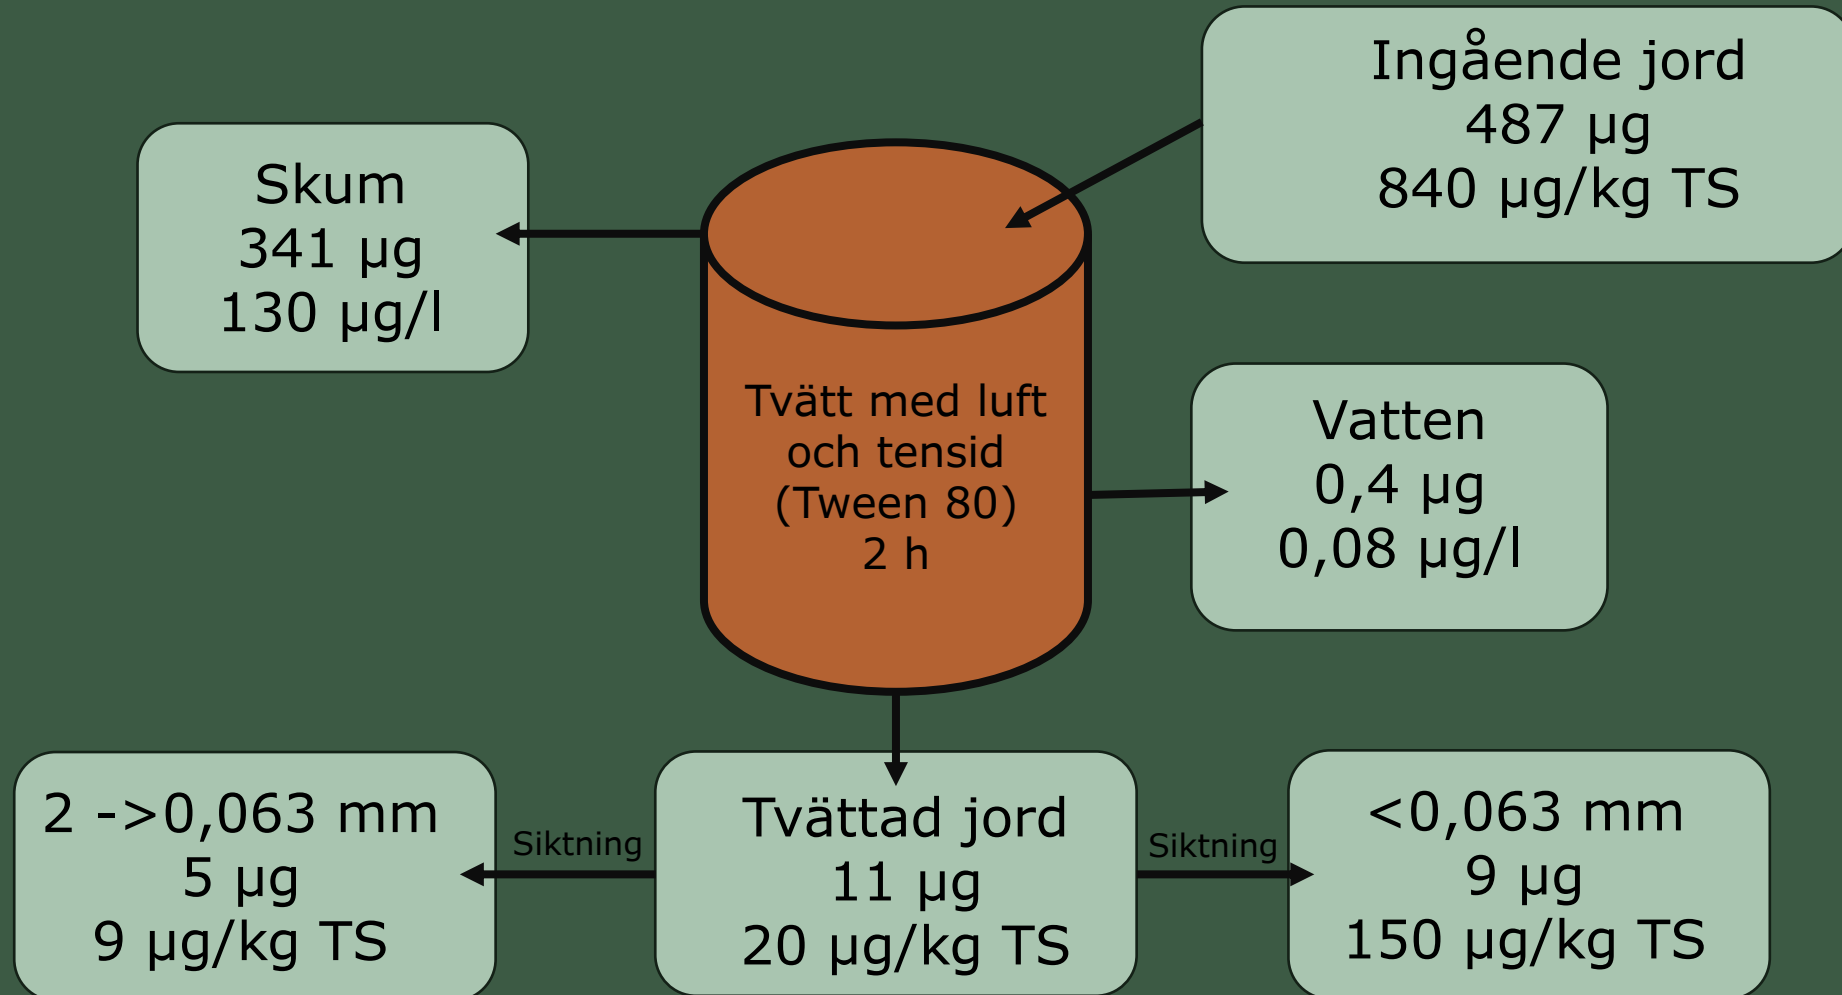 Ingående jord
487 µg
840 µg/kg TS
Skum
341 µg
130 µg/l
Tvätt med luft
och tensid
(Tween 80)
2 h
Vatten
0,4 µg
0,08 µg/l
2 ->0,063 mm
5 µg
9 µg/kg TS
Siktning
Tvättad jord
11 µg
20 µg/kg TS
Siktning
<0,063 mm
9 µg
150 µg/kg TS